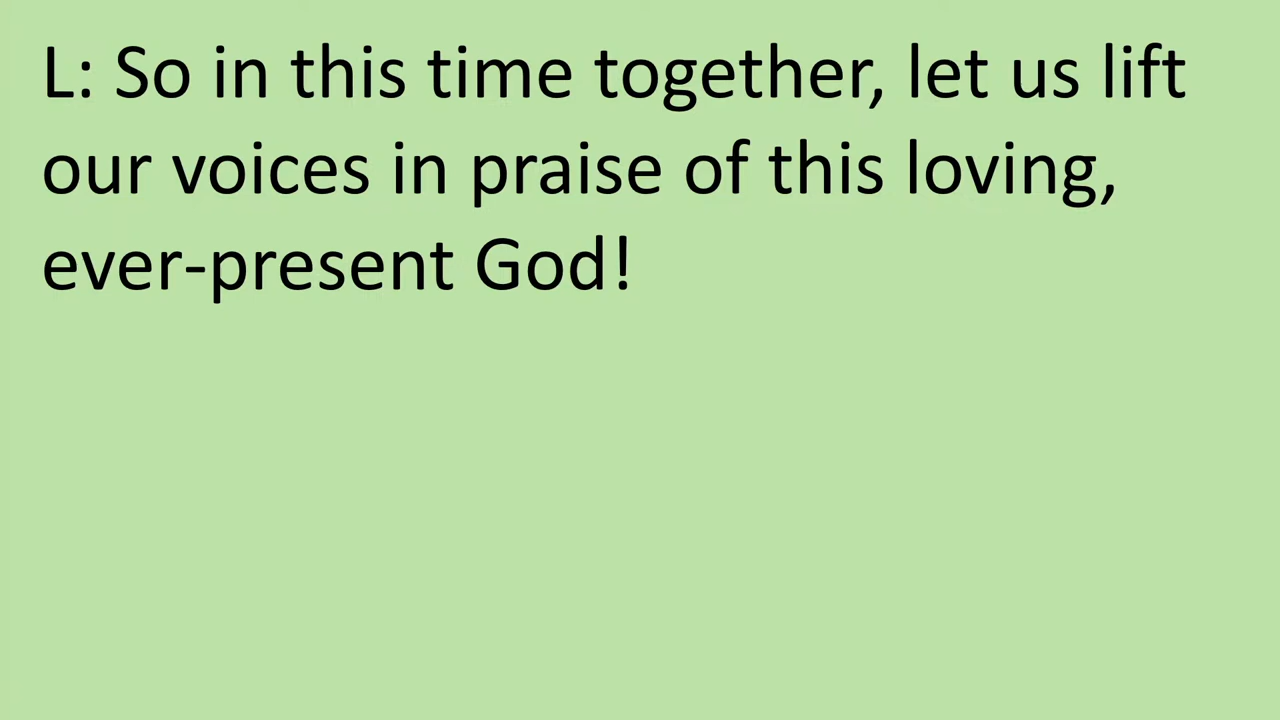 L: So in this time together, let us lift
our voices in praise of this loving,
ever-present God!